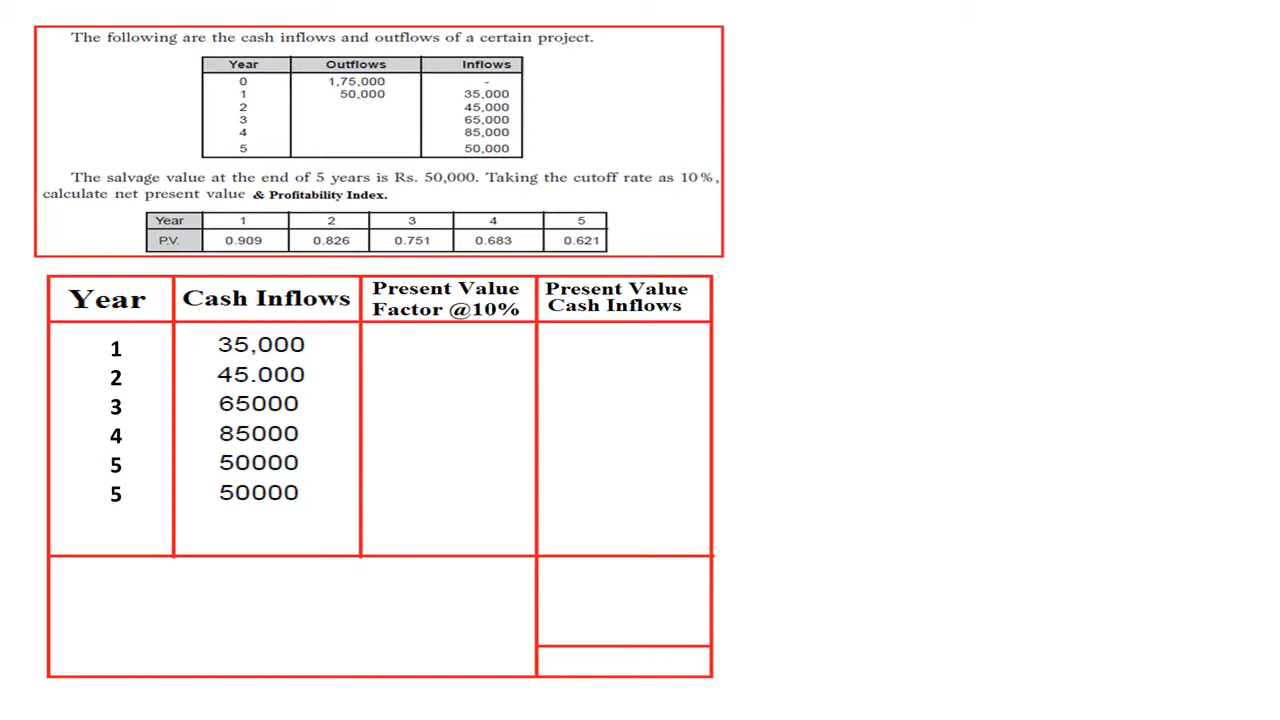 The following are the cash inflows and outflows of a certain project.
Year Outflows Inflows
0 1,75,000 -
1 50,000 35,000
2 45,000
3 65,000
4 85,000
5 50,000
The salvage value at the end of 5 years is Rs. 50,000. Taking the cutoff rate as 10%,
calculate net present value & Profitability Index.
Year 1 2 3 4 5
P.V. 0.909 0.826 0.751 0.683 0.621
Year Cash Inflows Present Value Factor @10% Present Value Cash Inflows
1 35,000
2 45.000
3 65000
4 85000
5 50000
5 50000